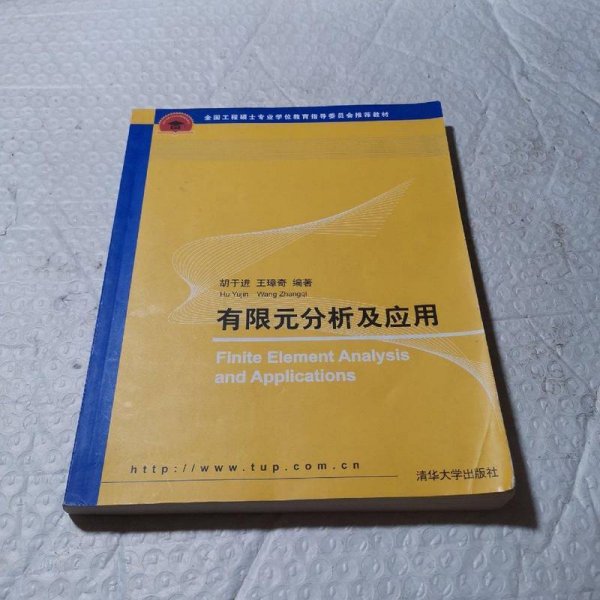 全国工程硕士专业学位教育指导委员会推荐教材
胡于进 王璋奇 编著
Hu Yujin Wang Zhangqi
有限元分析及应用
Finite Element Analysis
and Applications
http://www.tup.com.cn
清华大学出版社